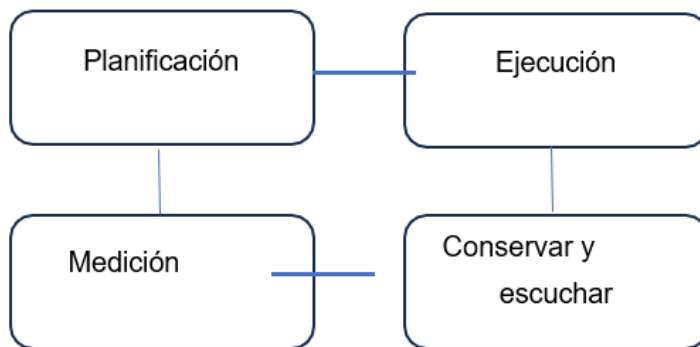 Planificación
Ejecución
Medición
Conservar y
escuchar